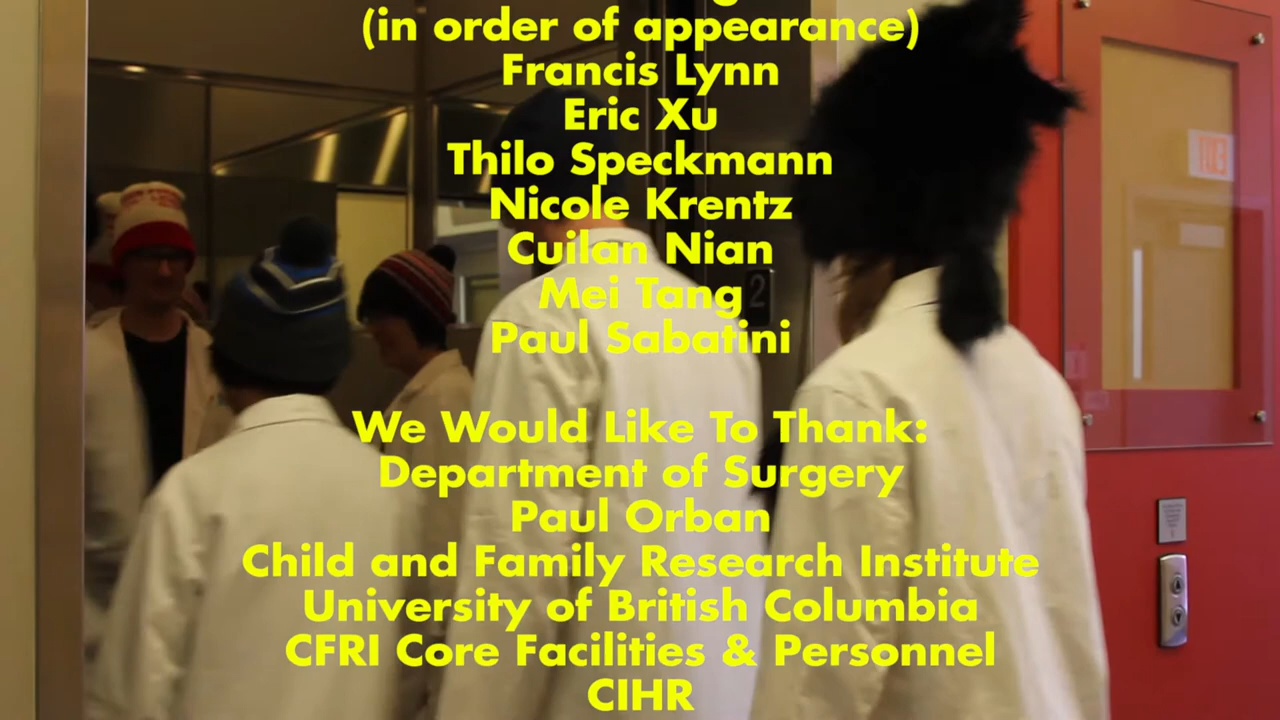 (in order of appearance)
Francis Lynn
Eric Xu
Thilo Speckmann
Nicole Krentz
Cuilan Nian
Mei Tang
Paul Sabatini
We Would Like To Thank:
Department of Surgery
Paul Orban
Child and Family Research Institute
University of British Columbia
CFRI Core Facilities & Personnel
CIHR
2